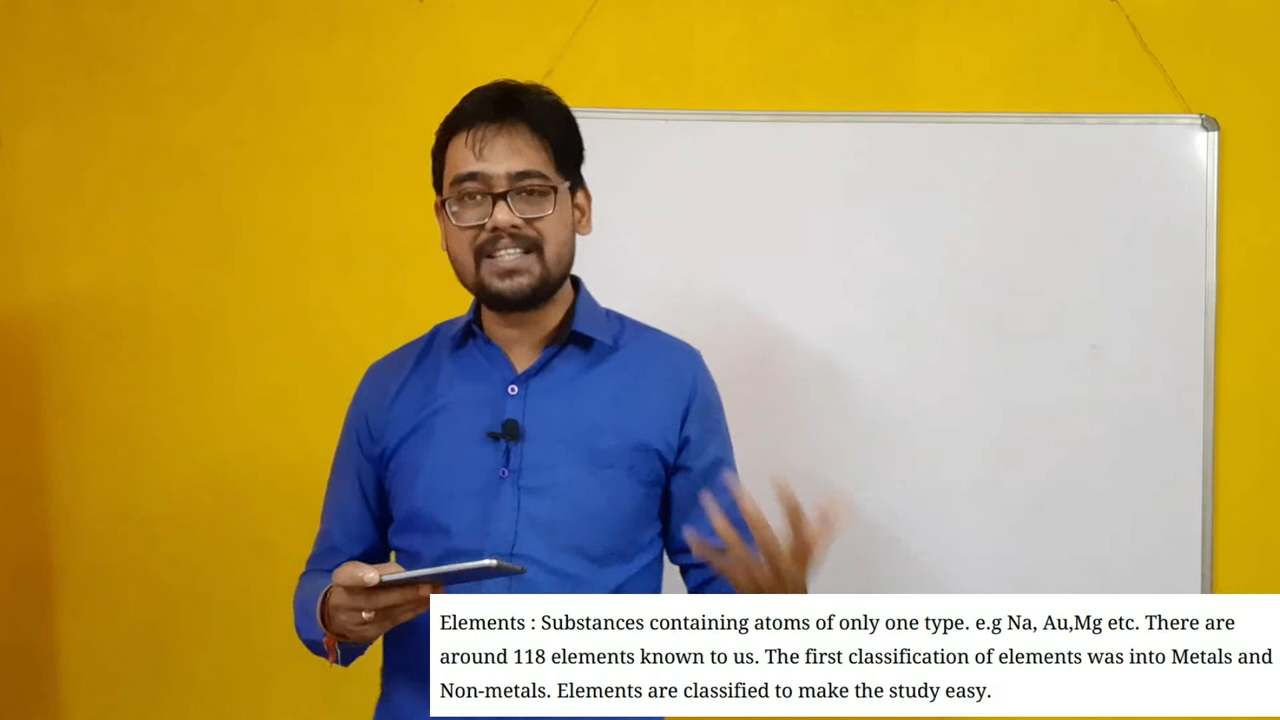 Elements : Substances containing atoms of only one type. e.g Na, Au,Mg etc. There are
around 118 elements known to us. The first classification of elements was into Metals and
Non-metals. Elements are classified to make the study easy.